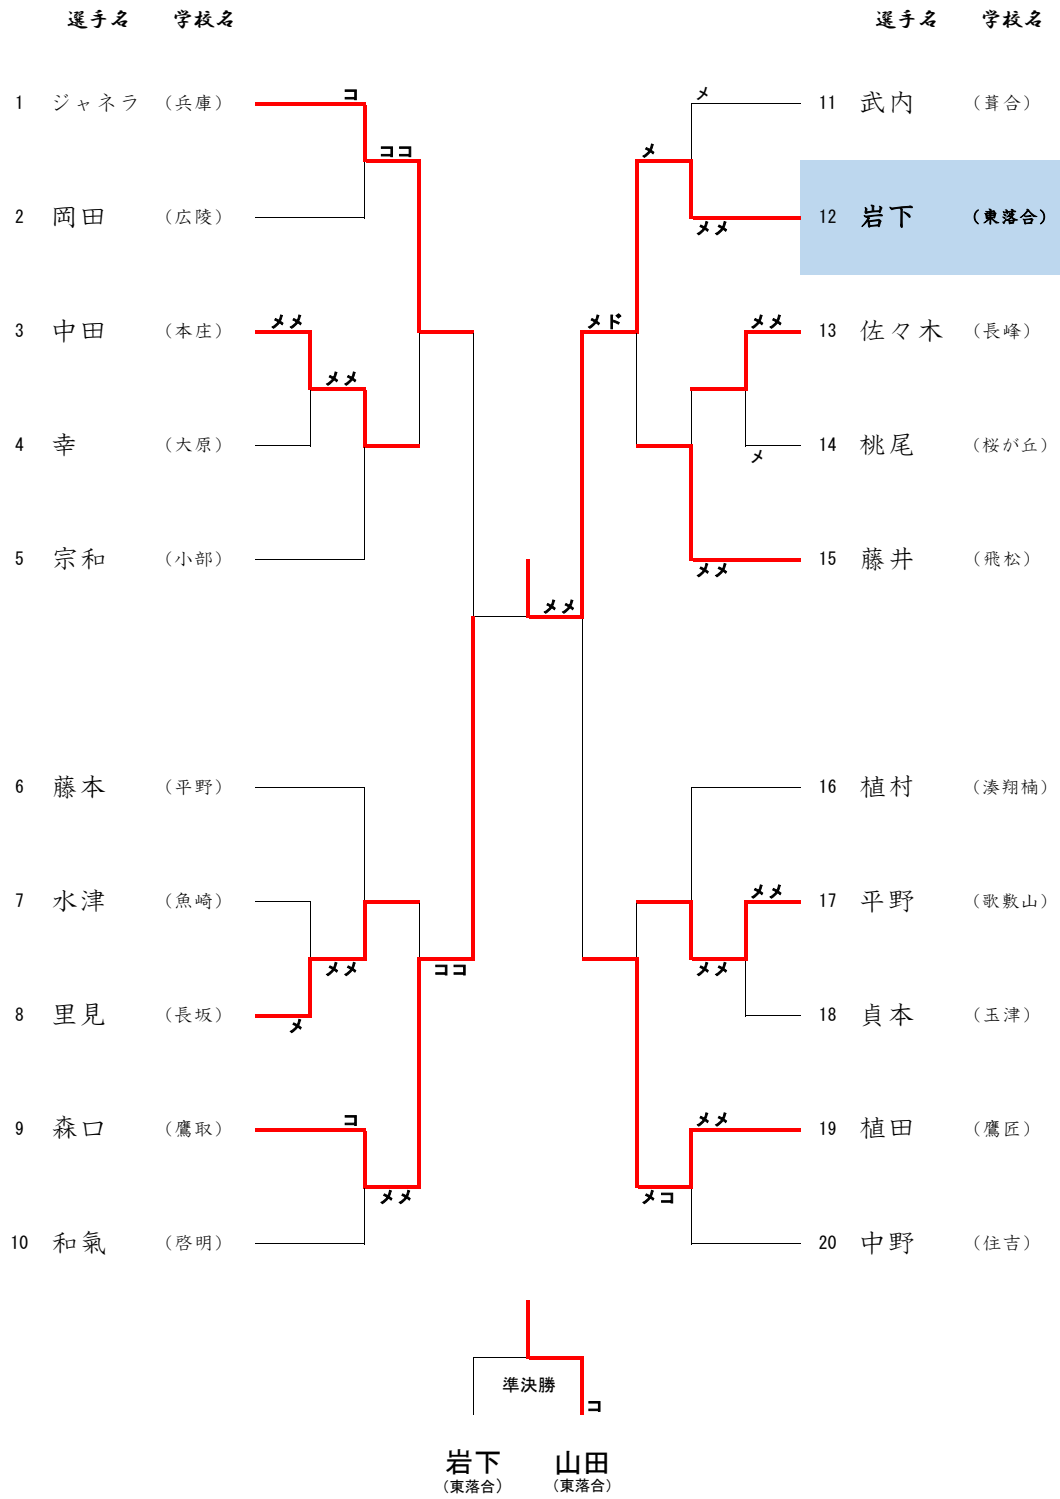 選手名 学校名 選手名 学校名
コ メ
1 ジャネラ （兵庫） 11 武内 （葺合）
ココ メ
2 岡田 （広陵） 12 岩下 （東落合）
メメ
メメ メド メメ
3 中田 （本庄） 13 佐々木 （長峰）
メメ
4 幸 （大原） 14 桃尾 （桜が丘）
メ
5 宗和 （小部） 15 藤井 （飛松）
メメ
メメ
6 藤本 （平野） 16 植村 （湊翔楠）
メメ
7 水津 （魚崎） 17 平野 （歌敷山）
メメ ココ メメ
8 里見 （長坂） 18 貞本 （玉津）
メ
コ メメ
9 森口 （鷹取） 19 植田 （鷹匠）
メメ メコ
10 和氣 （啓明） 20 中野 （住吉）
準決勝
コ
岩下 山田
（東落合） （東落合）